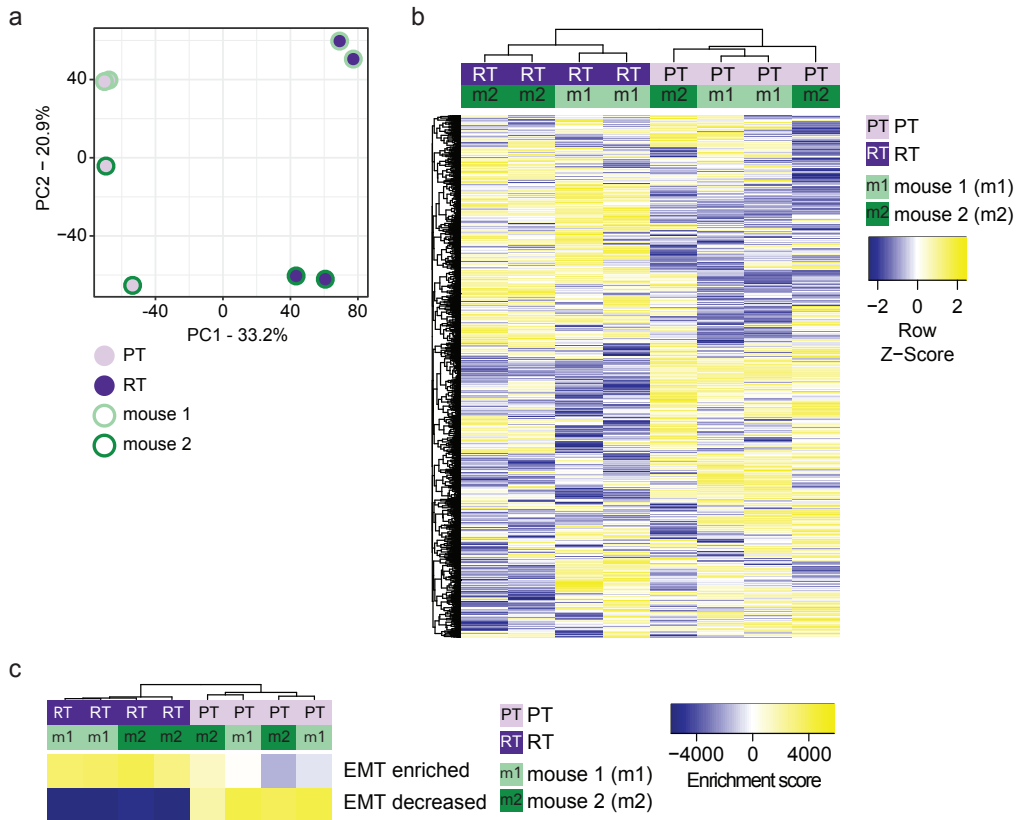 a
PC2 − 20.9%
40
0
−40
-40
0
40
80
PC1 - 33.2%
PT
RT
mouse 1
mouse 2
b
RT RT RT RT PT PT PT PT
m2 m2 m1 m1 m2 m1 m1 m2
PT PT
RT RT
m1 mouse 1 (m1)
m2 mouse 2 (m2)
−2 0 2
Row
Z−Score
c
RT RT RT RT PT PT PT PT
m1 m1 m2 m2 m2 m1 m2 m1
EMT enriched
EMT decreased
PT PT
RT RT
m1 mouse 1 (m1)
m2 mouse 2 (m2)
−4000 0 4000
Enrichment score